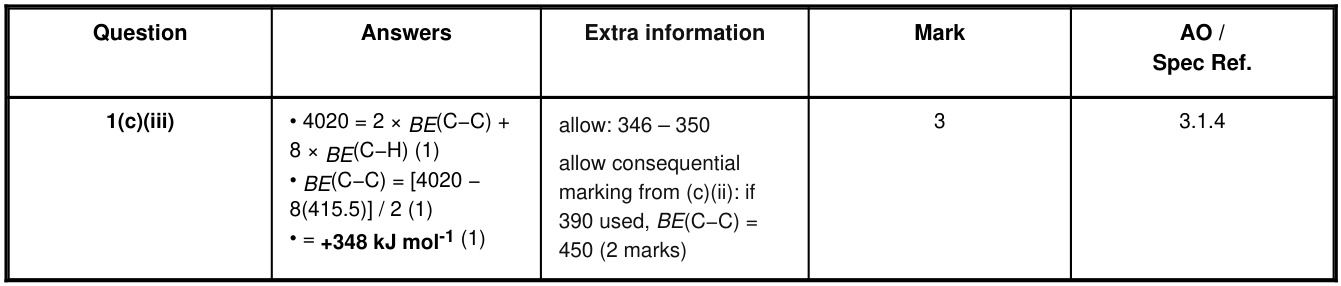 Question
Answers
Extra information
Mark
AO /
Spec Ref.
1(c)(iii)
• 4020 = 2 × BE(C−C) +
8 × BE(C−H) (1)
• BE(C−C) = [4020 −
8(415.5)] / 2 (1)
• = +348 kJ mol⁻¹ (1)
allow: 346 – 350
allow consequential
marking from (c)(ii): if
390 used, BE(C−C) =
450 (2 marks)
3
3.1.4